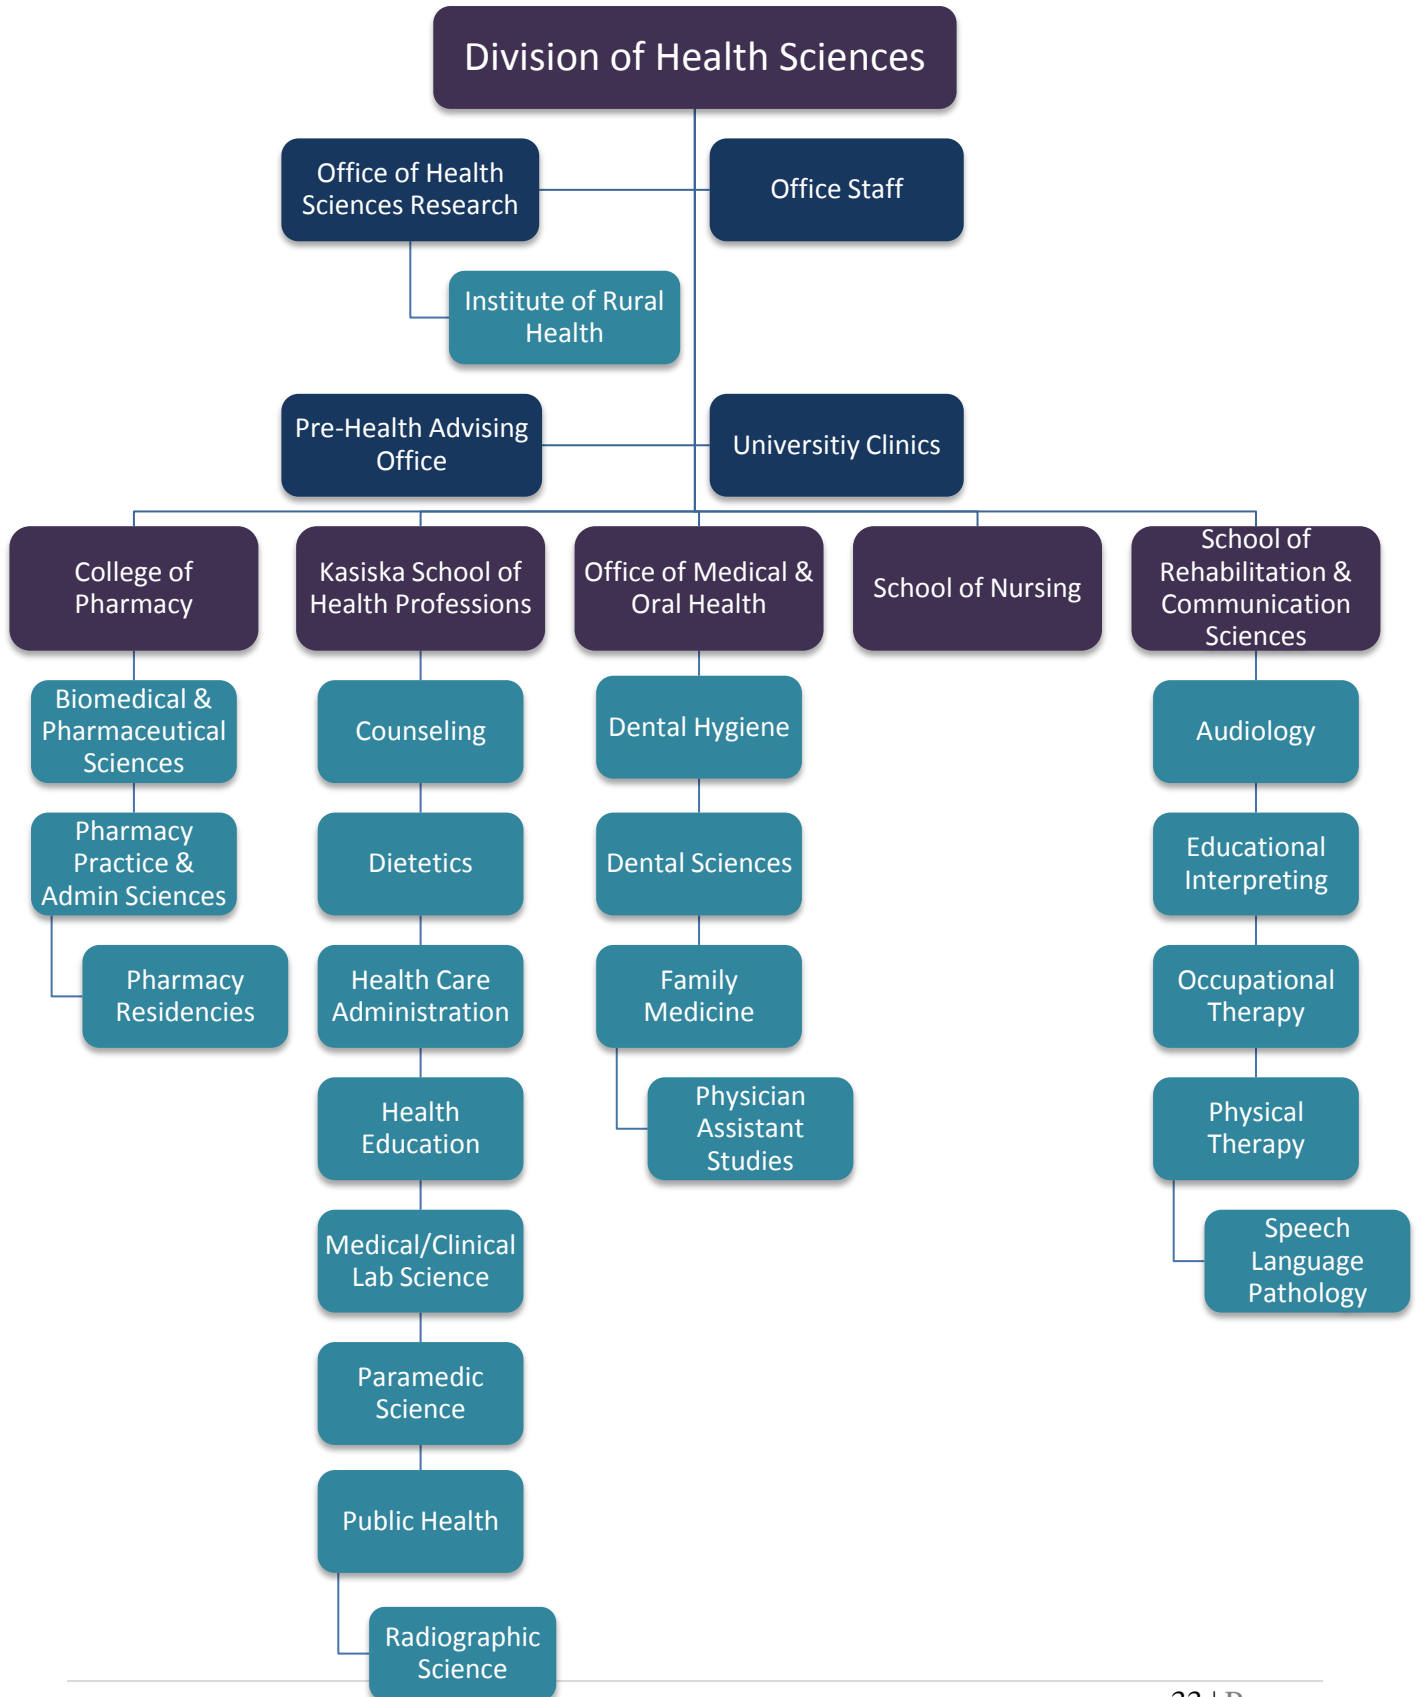 Division of Health Sciences
Office of Health
Sciences Research
Office Staff
Institute of Rural
Health
Pre-Health Advising
Office
Universitiy Clinics
College of
Pharmacy
Kasiska School of
Health Professions
Office of Medical &
Oral Health
School of Nursing
School of
Rehabilitation &
Communication
Sciences
Biomedical &
Pharmaceutical
Sciences
Pharmacy
Practice &
Admin Sciences
Pharmacy
Residencies
Counseling
Dietetics
Health Care
Administration
Health
Education
Medical/Clinical
Lab Science
Paramedic
Science
Public Health
Radiographic
Science
Dental Hygiene
Dental Sciences
Family
Medicine
Physician
Assistant
Studies
Audiology
Educational
Interpreting
Occupational
Therapy
Physical
Therapy
Speech
Language
Pathology